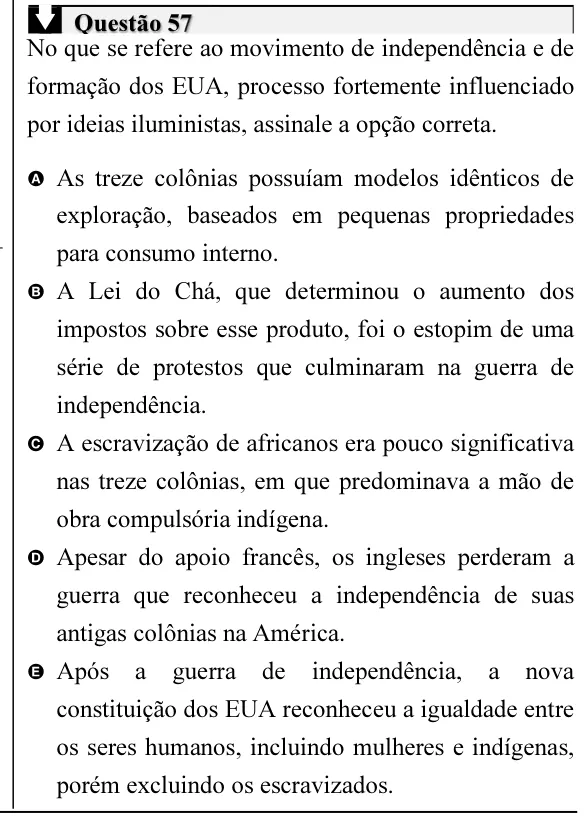 Questão 57
No que se refere ao movimento de independência e de
formação dos EUA, processo fortemente influenciado
por ideias iluministas, assinale a opção correta.
A As treze colônias possuíam modelos idênticos de
exploração, baseados em pequenas propriedades
para consumo interno.
B A Lei do Chá, que determinou o aumento dos
impostos sobre esse produto, foi o estopim de uma
série de protestos que culminaram na guerra de
independência.
C A escravização de africanos era pouco significativa
nas treze colônias, em que predominava a mão de
obra compulsória indígena.
D Apesar do apoio francês, os ingleses perderam a
guerra que reconheceu a independência de suas
antigas colônias na América.
E Após a guerra de independência, a nova
constituição dos EUA reconheceu a igualdade entre
os seres humanos, incluindo mulheres e indígenas,
porém excluindo os escravizados.